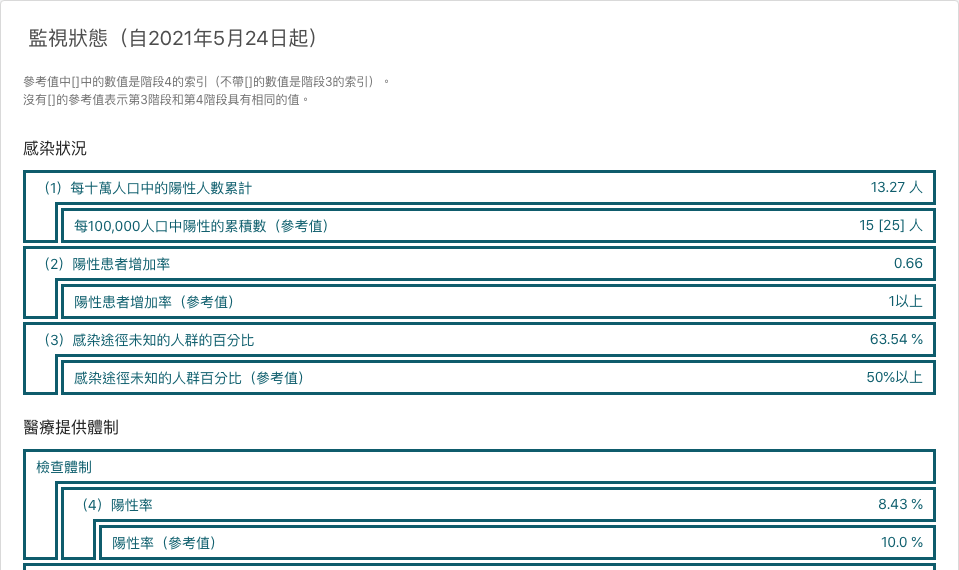 監視狀態（自2021年5月24日起）
參考值中[]中的數值是階段4的索引（不帶[]的數值是階段3的索引）。
沒有[]的參考值表示第3階段和第4階段具有相同的值。
感染狀況
（1）每十萬人口中的陽性人數累計 13.27 人
每100,000人口中陽性的累積數（參考值） 15 [25] 人
（2）陽性患者增加率 0.66
陽性患者增加率（參考值） 1以上
（3）感染途徑未知的人群的百分比 63.54 %
感染途徑未知的人群百分比（參考值） 50%以上
醫療提供體制
檢查體制
（4）陽性率 8.43 %
陽性率（參考值） 10.0 %